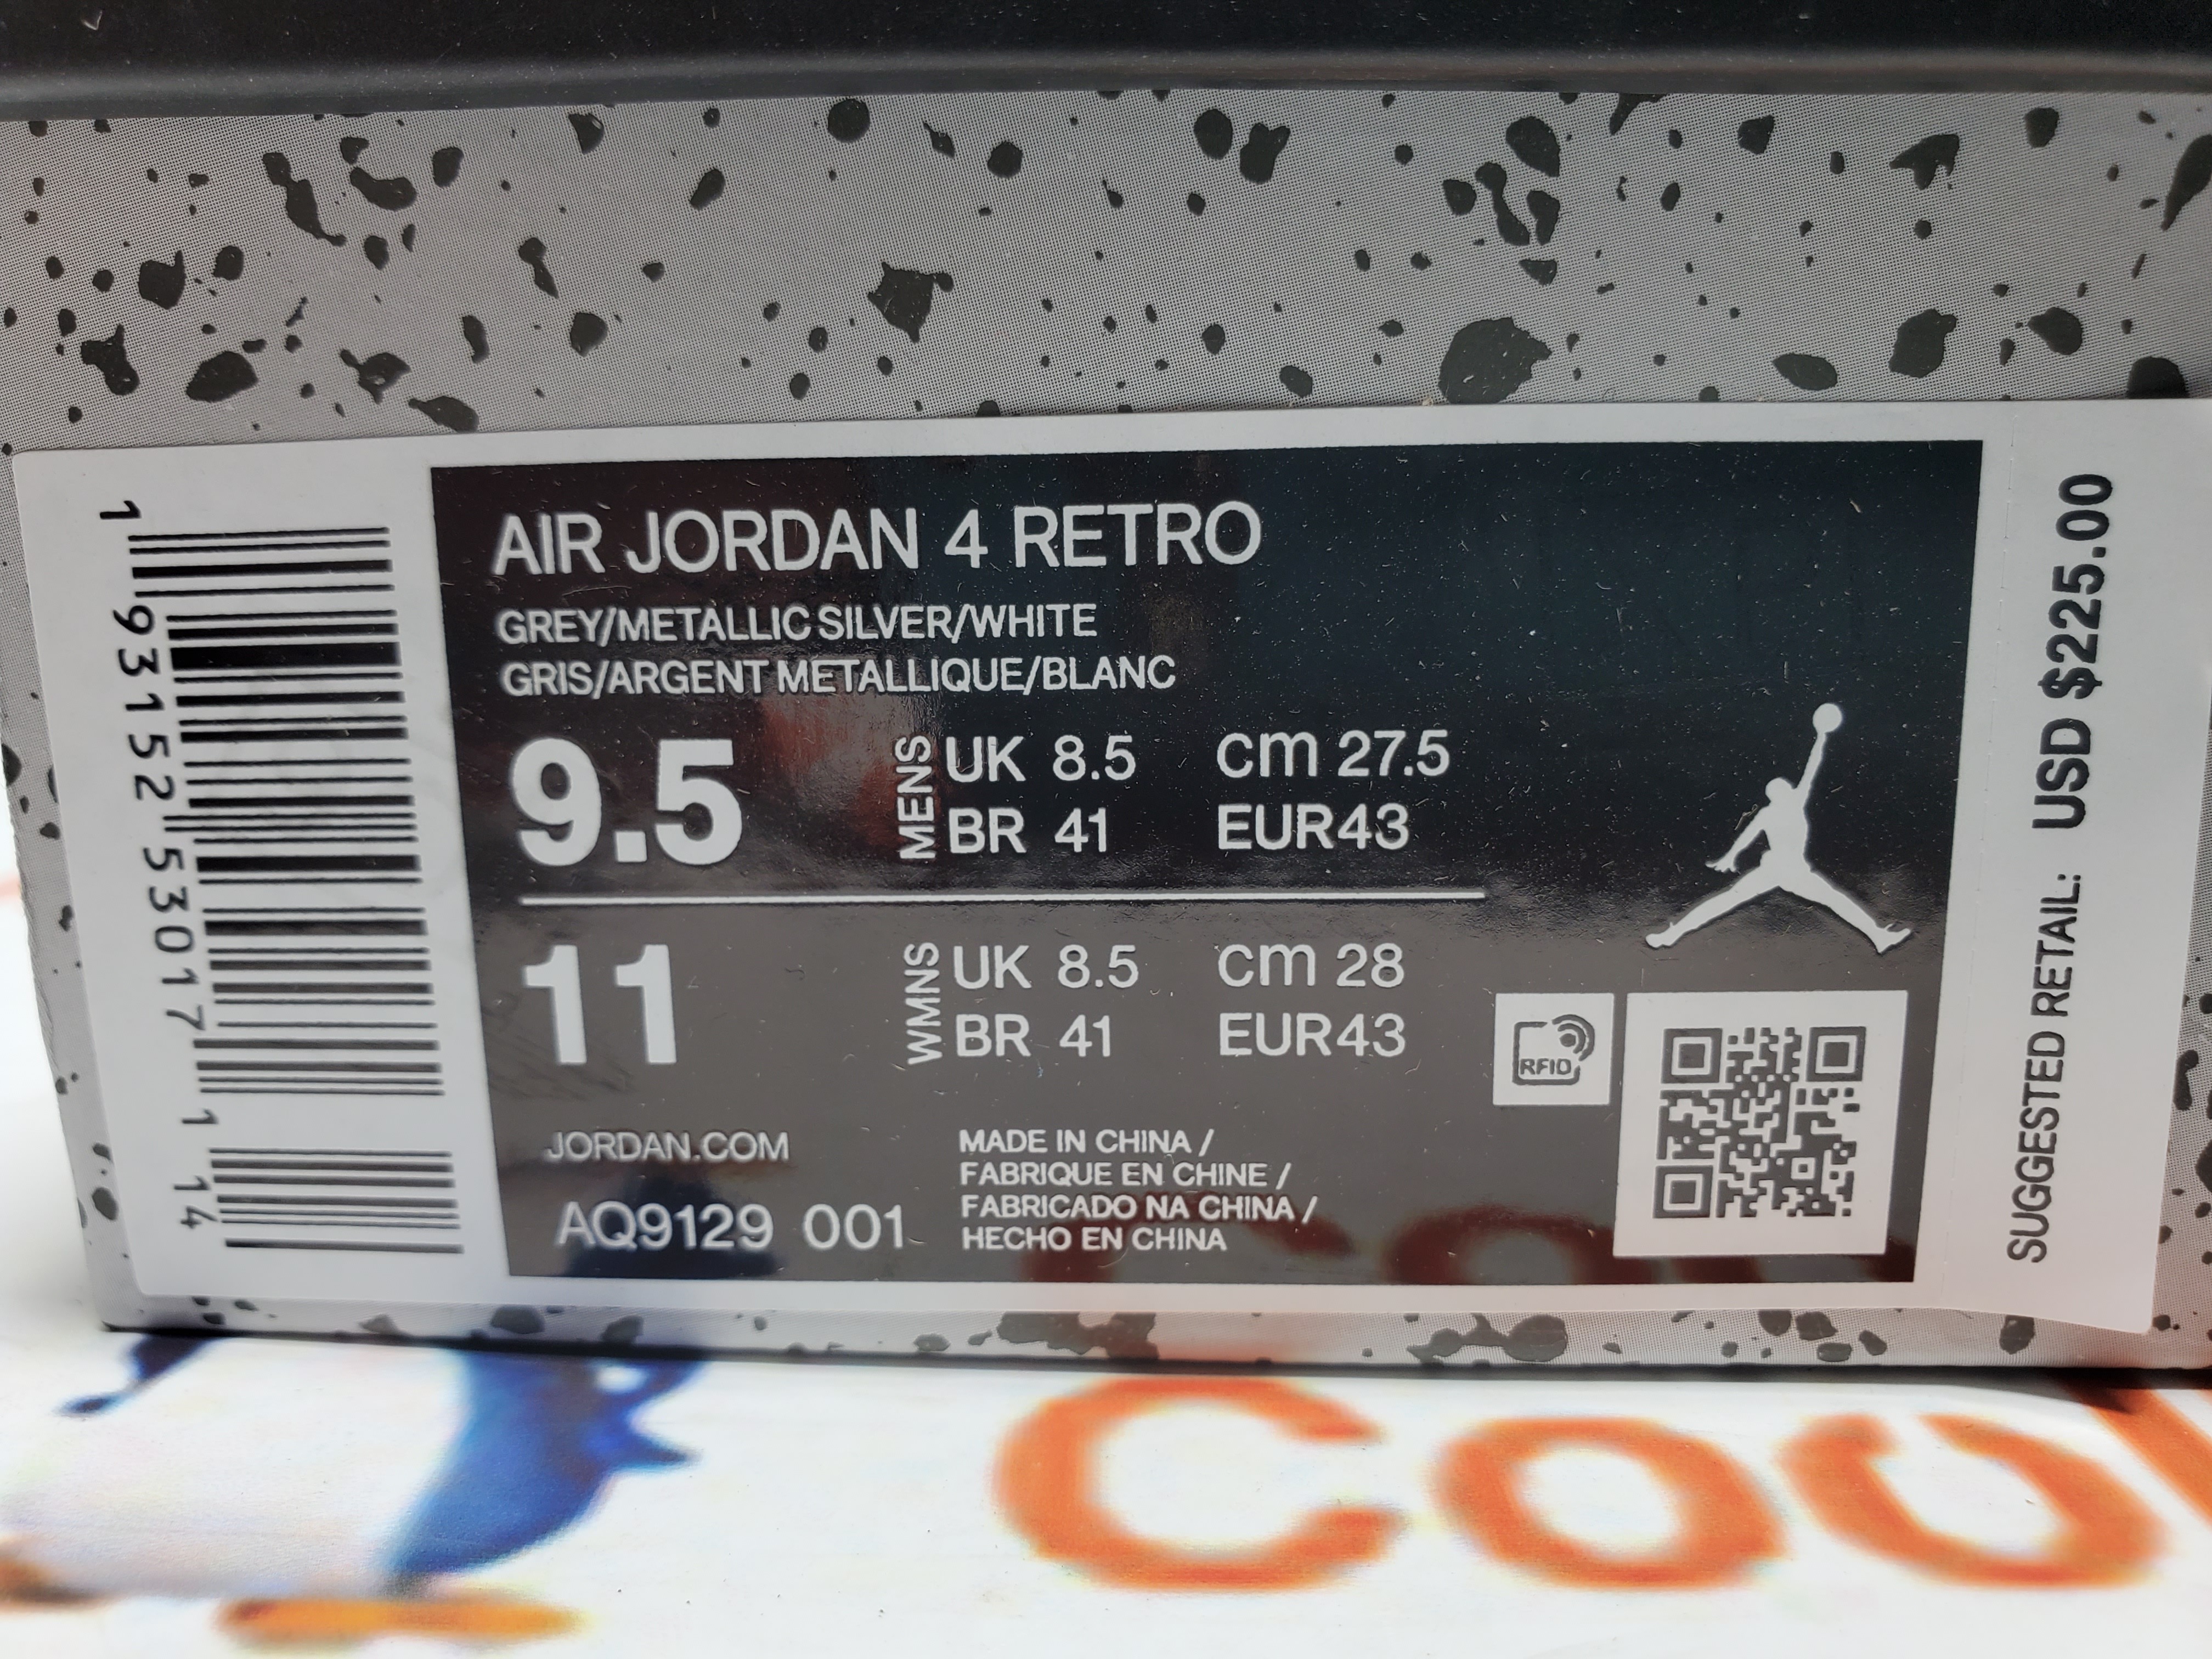 AIR JORDAN 4 RETRO
GREY/METALLIC SILVER/WHITE
GRIS/ARGENT METALLIQUE/BLANC
9.5
MENS
UK 8.5 cm 27.5
BR 41 EUR43
11
WMNS
UK 8.5 cm 28
BR 41 EUR43
JORDAN.COM
AQ9129 001
MADE IN CHINA /
FABRIQUE EN CHINE /
FABRICADO NA CHINA /
HECHO EN CHINA
RFID
1 93152 53017 1 14
SUGGESTED RETAIL: USD $225.00